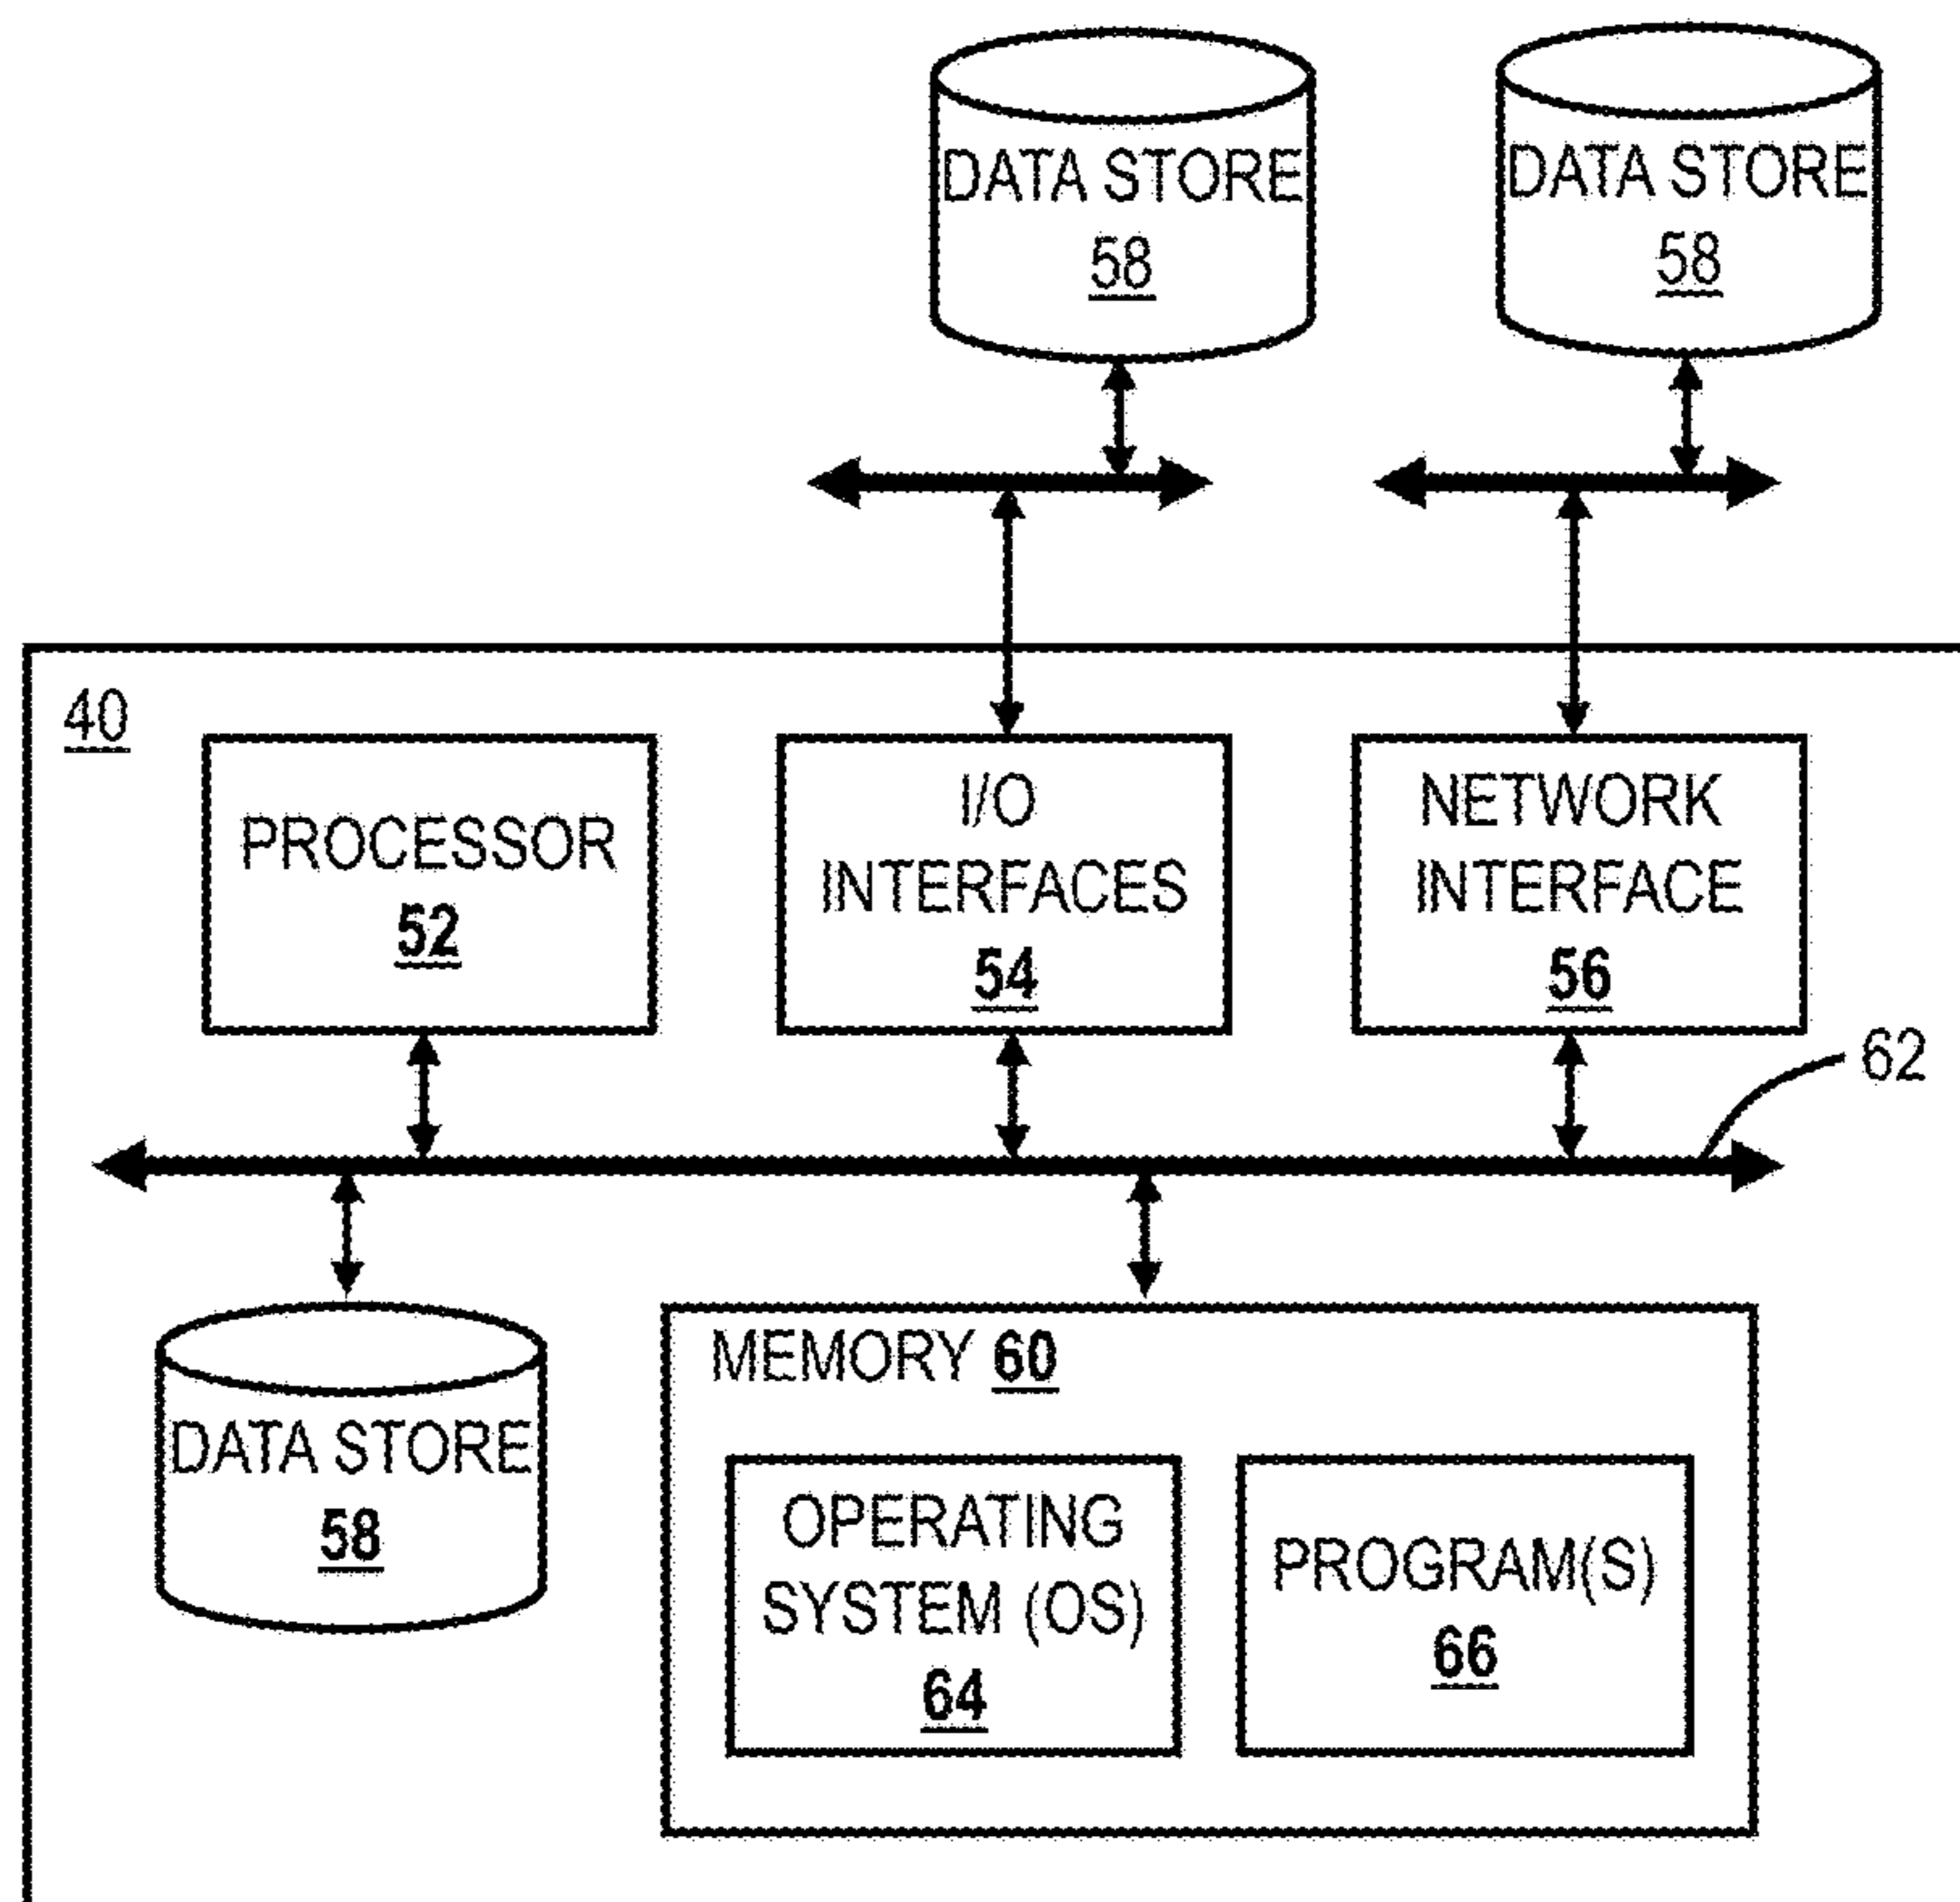 DATA STORE
58
DATA STORE
58
40
PROCESSOR
52
I/O
INTERFACES
54
NETWORK
INTERFACE
56
62
DATA STORE
58
MEMORY 60
OPERATING
SYSTEM (OS)
64
PROGRAM(S)
66